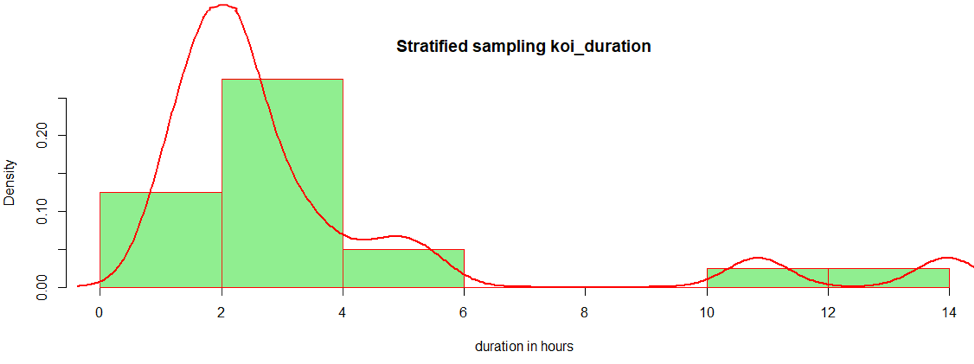 Stratified sampling koi_duration
Density
0.20
0.10
0.00
0 2 4 6 8 10 12 14
duration in hours